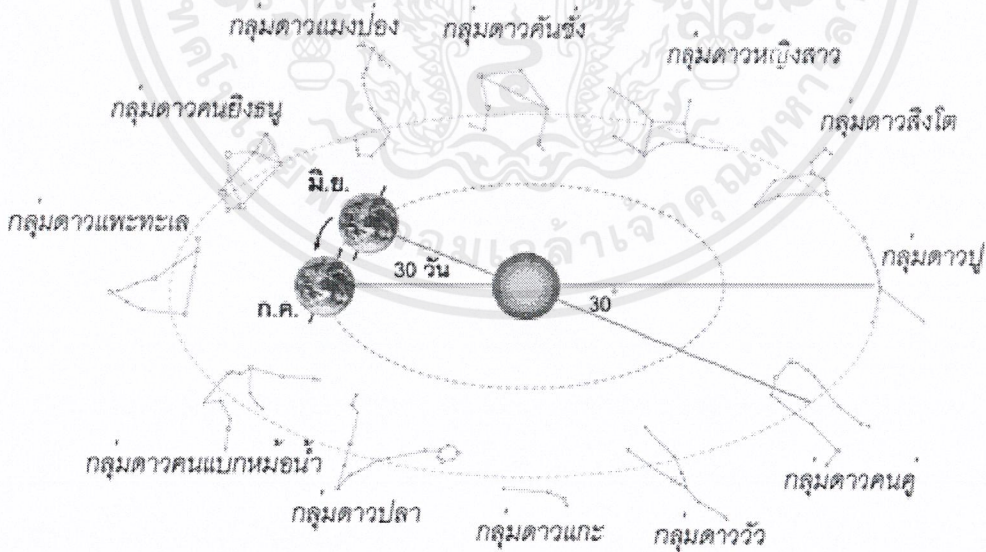 กลุ่มดาวแมงป่อง
กลุ่มดาวคันชั่ง
กลุ่มดาวหญิงสาว
กลุ่มดาวคนยิงธนู
กลุ่มดาวสิงโต
มิ.ย.
กลุ่มดาวแพะทะเล
กลุ่มดาวปู
30 วัน
ก.ค.
30
กลุ่มดาวคนแบกหม้อน้ำ
กลุ่มดาวคนคู่
กลุ่มดาวปลา
กลุ่มดาวแกะ
กลุ่มดาววัว